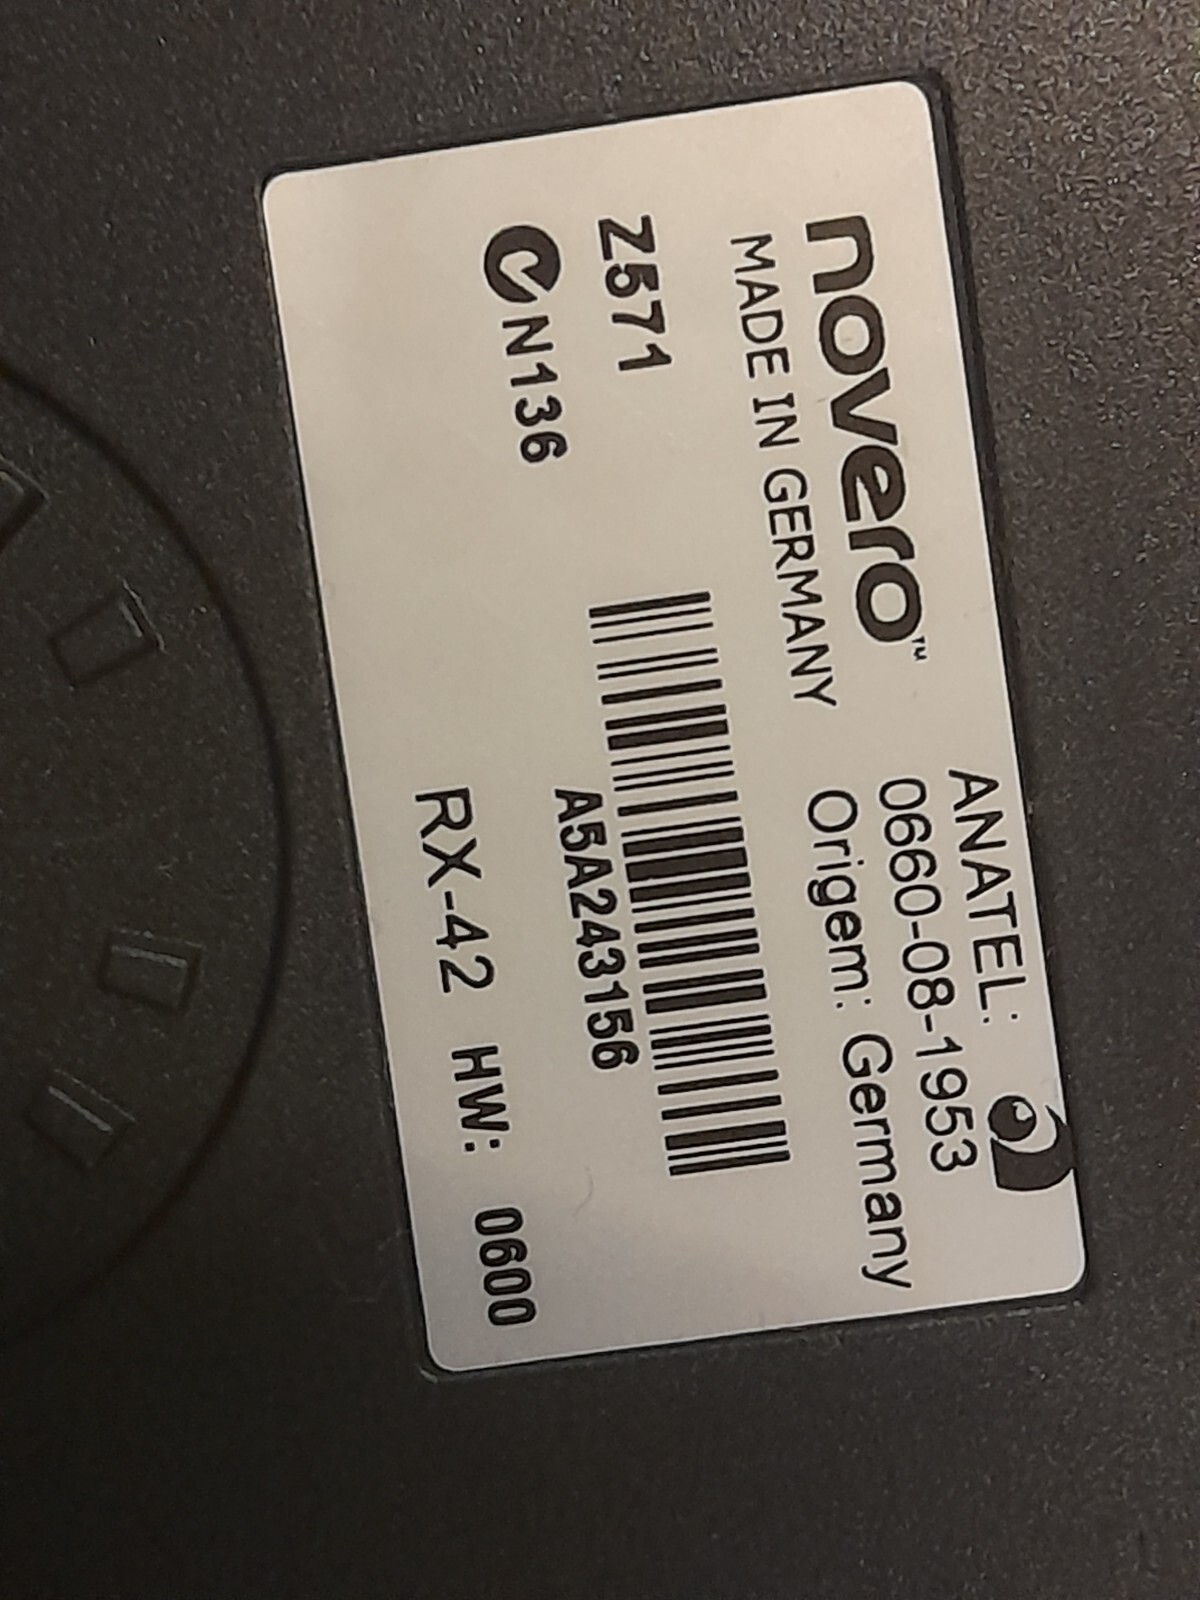 novero™
MADE IN GERMANY
ANATEL:
0660-08-1953
Origem: Germany
Z571
A5A243156
N136
RX-42 HW: 0600